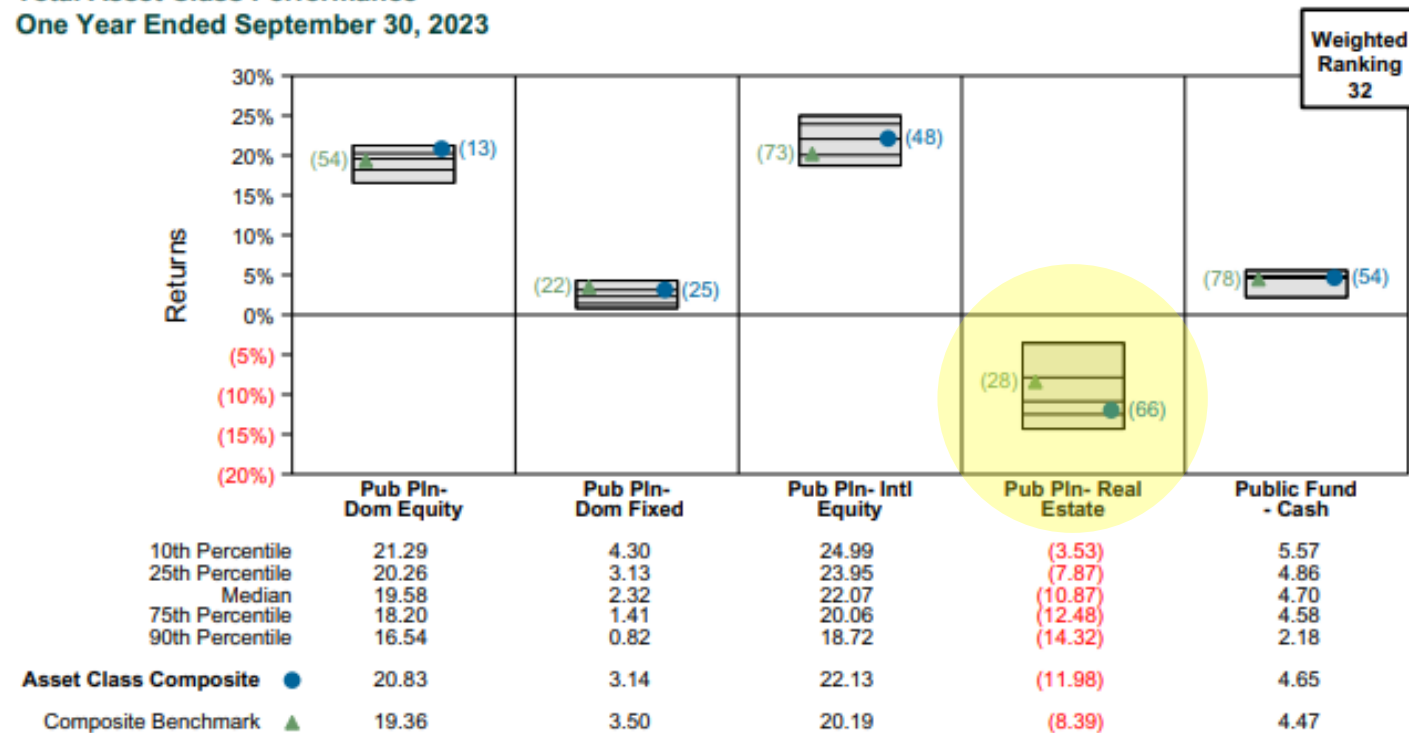 One Year Ended September 30, 2023
Weighted
Ranking
32
Returns
30%
25%
20%
15%
10%
5%
0%
(5%)
(10%)
(15%)
(20%)
(54) (13)
(22) (25)
(73) (48)
(28) (66)
(78) (54)
Pub Pln- Dom Equity
Pub Pln- Dom Fixed
Pub Pln- Intl Equity
Pub Pln- Real Estate
Public Fund - Cash
10th Percentile 21.29 4.30 24.99 (3.53) 5.57
25th Percentile 20.26 3.13 23.95 (7.87) 4.86
Median 19.58 2.32 22.07 (10.87) 4.70
75th Percentile 18.20 1.41 20.06 (12.48) 4.58
90th Percentile 16.54 0.82 18.72 (14.32) 2.18
Asset Class Composite 20.83 3.14 22.13 (11.98) 4.65
Composite Benchmark 19.36 3.50 20.19 (8.39) 4.47